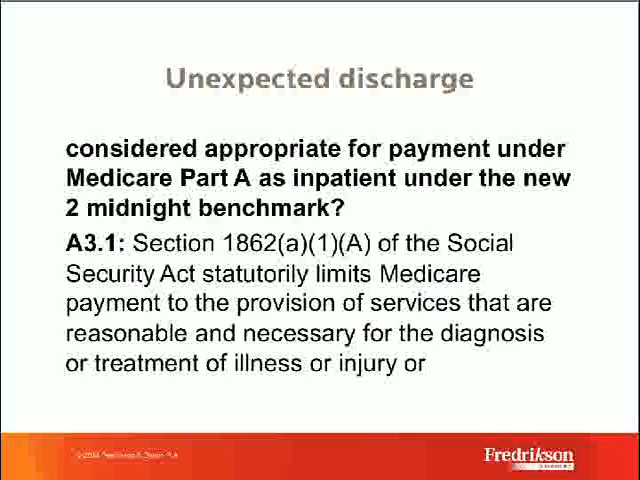 Unexpected discharge
considered appropriate for payment under
Medicare Part A as inpatient under the new
2 midnight benchmark?
A3.1: Section 1862(a)(1)(A) of the Social
Security Act statutorily limits Medicare
payment to the provision of services that are
reasonable and necessary for the diagnosis
or treatment of illness or injury or
Fredrikson